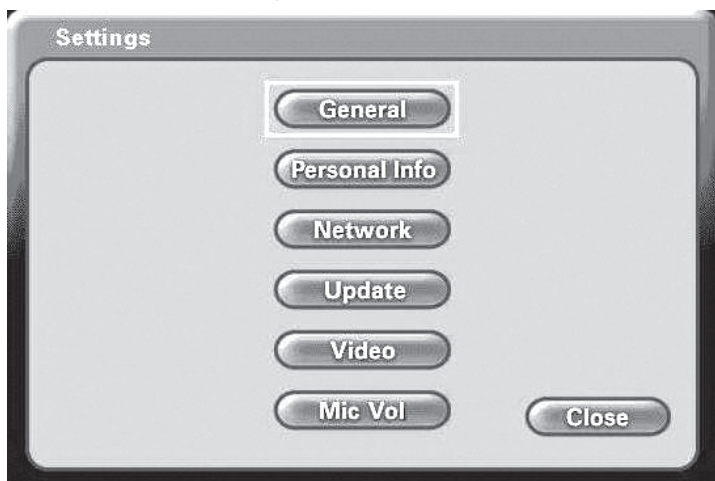 Settings
General
Personal Info
Network
Update
Video
Mic Vol
Close